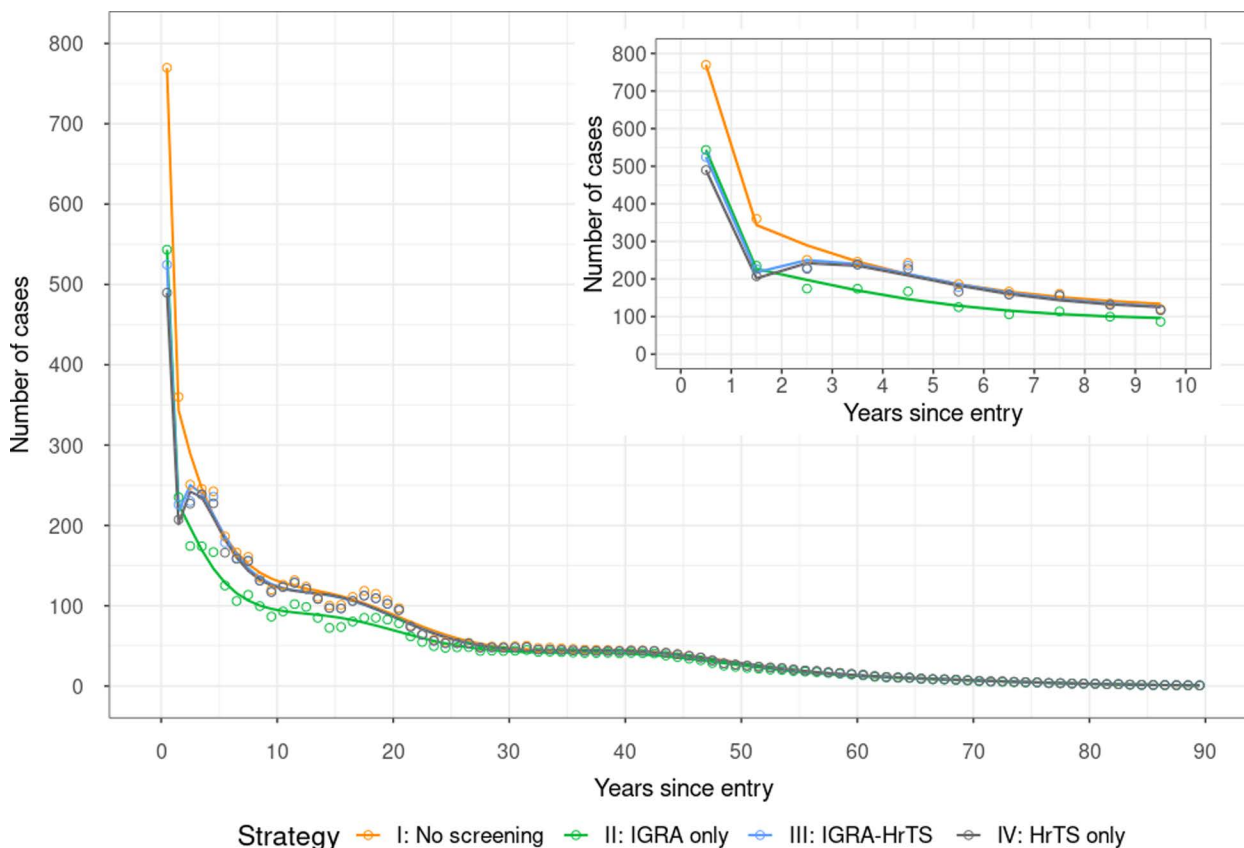 800
700
600
500
400
300
200
100
0
Number of cases
0 10 20 30 40 50 60 70 80 90
Years since entry
800
700
600
500
400
300
200
100
0
Number of cases
0 1 2 3 4 5 6 7 8 9 10
Years since entry
Strategy I: No screening II: IGRA only III: IGRA-HrTS IV: HrTS only